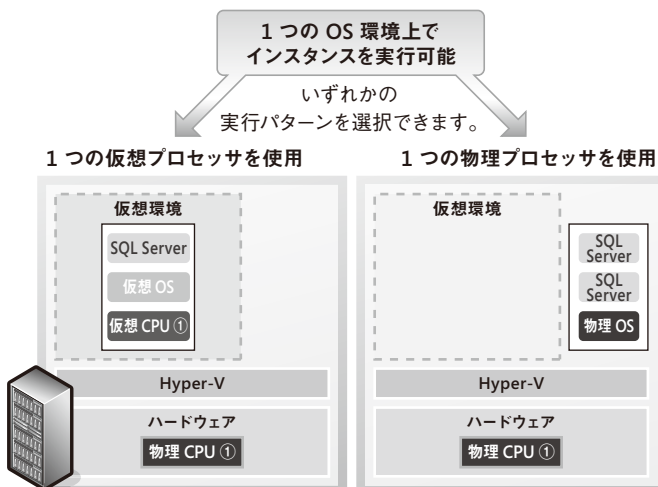 1 つの OS 環境上で
インスタンスを実行可能
いずれかの
実行パターンを選択できます。
1 つの仮想プロセッサを使用
仮想環境
SQL Server
仮想 OS
仮想 CPU ①
Hyper-V
ハードウェア
物理 CPU ①
1 つの物理プロセッサを使用
仮想環境
SQL
Server
SQL
Server
物理 OS
Hyper-V
ハードウェア
物理 CPU ①